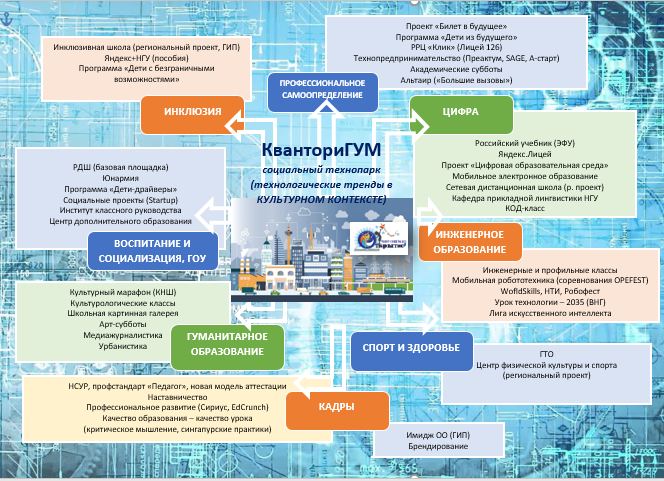 Проект «Билет в будущее»
Программа «Дети из будущего»
РРЦ «Клик» (Лицей 126)
Технопредпринимательство (Преактум, SAGE, А-старт)
Академические субботы
Альтаир («Большие вызовы»)
Инклюзивная школа (региональный проект, ГИП)
Яндекс+НГУ (пособия)
Программа «Дети с безграничными
возможностями»
ПРОФЕССИОНАЛЬНОЕ
САМООПРЕДЕЛЕНИЕ
ИНКЛЮЗИЯ
ЦИФРА
КванториГУМ
социальный технопарк
(технологические тренды в
КУЛЬТУРНОМ КОНТЕКСТЕ)
Российский учебник (ЭФУ)
Яндекс.Лицей
Проект «Цифровая образовательная среда»
Мобильное электронное образование
Сетевая дистанционная школа (р. проект)
Кафедра прикладной лингвистики НГУ
КОД-класс
РДШ (базовая площадка)
Юнармия
Программа «Дети-драйверы»
Социальные проекты (Startup)
Институт классного руководства
Центр дополнительного образования
ВОСПИТАНИЕ И
СОЦИАЛИЗАЦИЯ, ГОУ
ИНЖЕНЕРНОЕ
ОБРАЗОВАНИЕ
Инженерные и профильные классы
Мобильная робототехника (соревнования OPEFEST)
WofldSkills, НТИ, Робофест
Урок технологии – 2035 (ВНГ)
Лига искусственного интеллекта
Культурный марафон (КНШ)
Культурологические классы
Школьная картинная галерея
Арт-субботы
Медиажурналистика
Урбанистика
ГУМАНИТАРНОЕ
ОБРАЗОВАНИЕ
СПОРТ И ЗДОРОВЬЕ
ГТО
Центр физической культуры и спорта
(региональный проект)
НСУР, профстандарт «Педагог», новая модель аттестации
Наставничество
Профессиональное развитие (Сириус, EdCrunch)
Качество образования – качество урока
(критическое мышление, сингапурские практики)
КАДРЫ
Имидж ОО (ГИП)
Брендирование